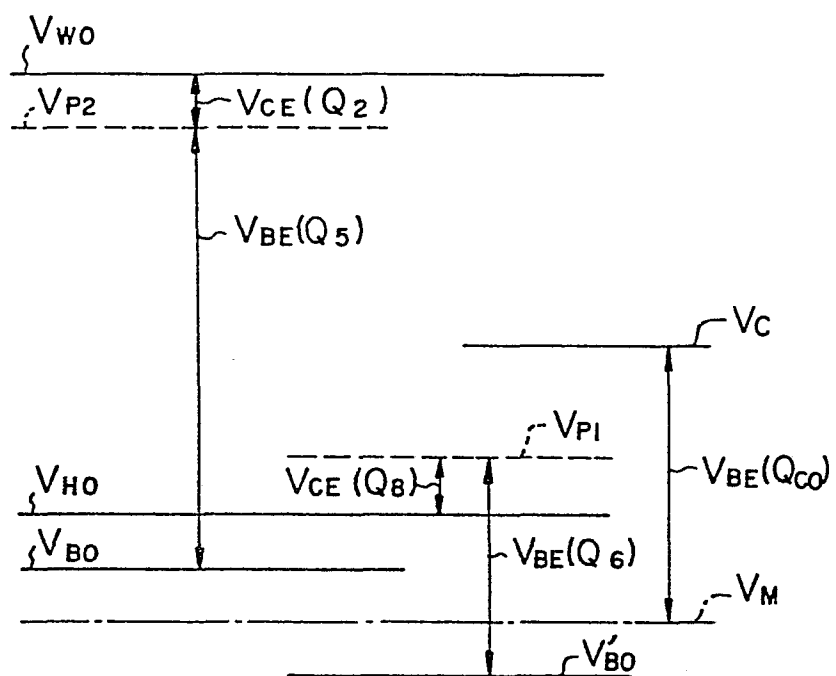 VWO
VCE(Q2)
VP2
VBE(Q5)
VC
VP1
VCE(Q8)
VBE(QCO)
VHO
VBE(Q6)
VBO
VM
V'BO